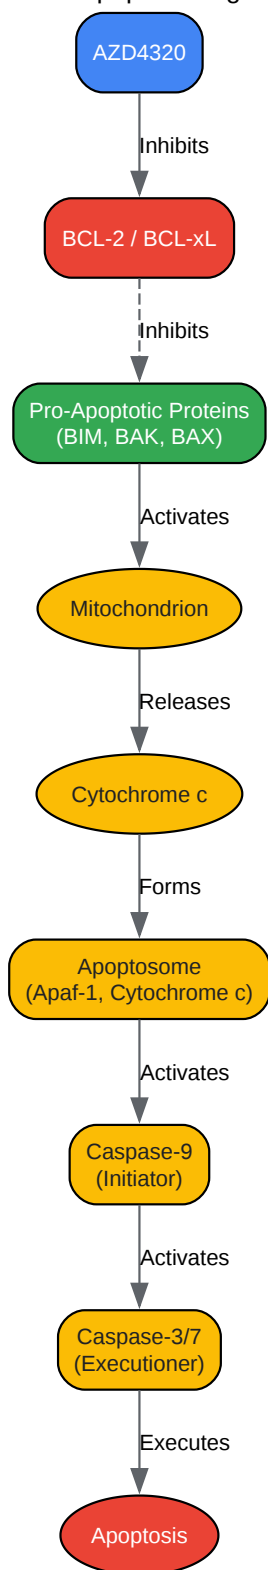 AZD4320
Inhibits
BCL-2 / BCL-xL
Inhibits
Pro-Apoptotic Proteins
(BIM, BAK, BAX)
Activates
Mitochondrion
Releases
Cytochrome c
Forms
Apoptosome
(Apaf-1, Cytochrome c)
Activates
Caspase-9
(Initiator)
Activates
Caspase-3/7
(Executioner)
Executes
Apoptosis